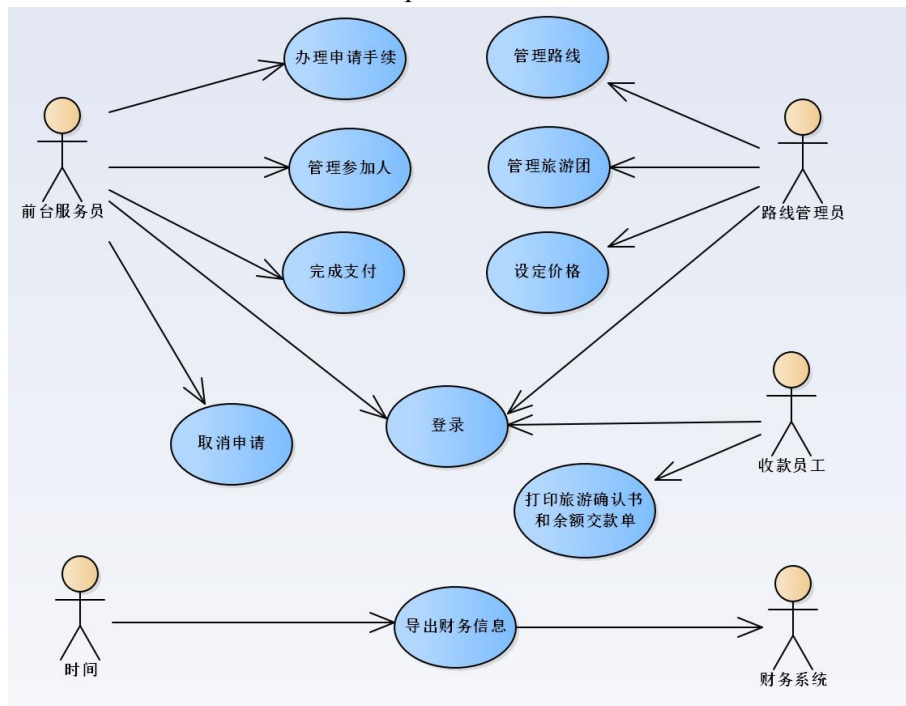 办理申请手续
管理路线
管理参加人
管理旅游团
前台服务员
路线管理员
完成支付
设定价格
登录
取消申请
收款员工
打印旅游确认书
和余额交款单
导出财务信息
时间
财务系统